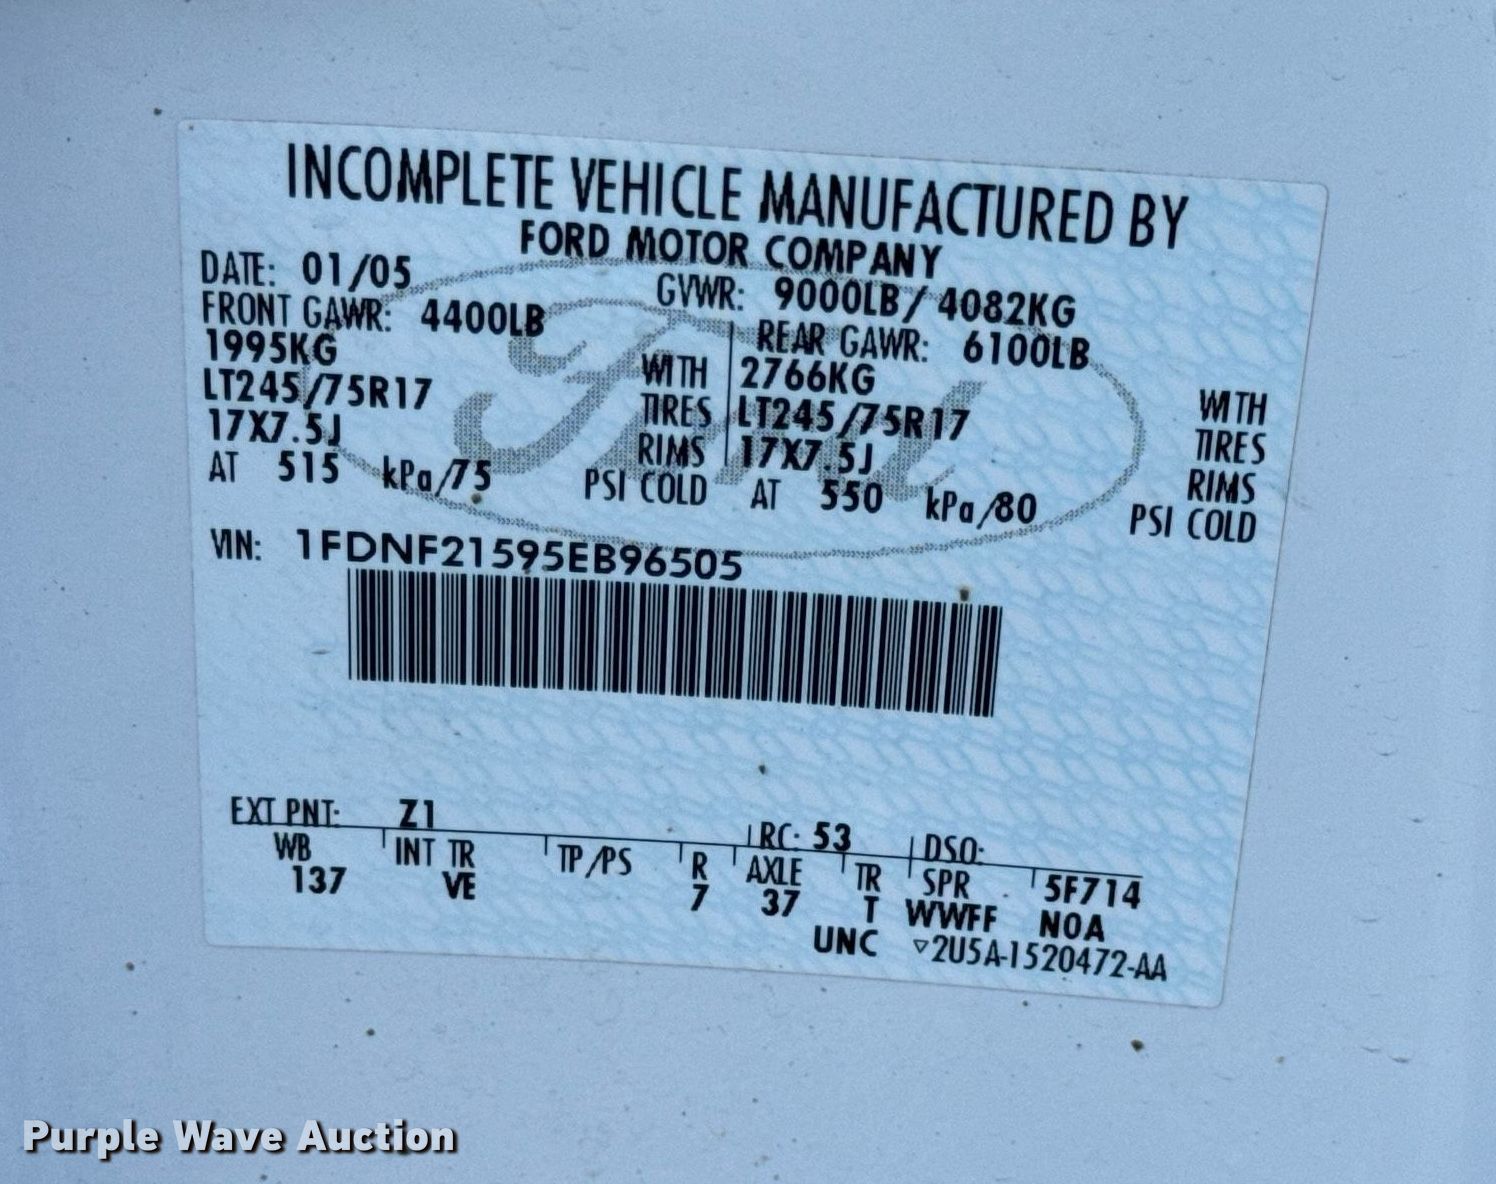 INCOMPLETE VEHICLE MANUFACTURED BY
FORD MOTOR COMPANY
DATE: 01/05
GVWR: 9000LB/ 4082KG
FRONT GAWR: 4400LB
REAR GAWR: 6100LB
1995KG WITH 2766KG WITH
LT245/75R17 TIRES LT245/75R17 TIRES
17X7.5J RIMS 17X7.5J RIMS
AT 515 kPa/75 PSI COLD AT 550 kPa/80 PSI COLD
Ford
VIN: 1FDNF21595EB96505
EXT PNT: Z1 RC: 53 DSO:
WB INT TR TP/PS R AXLE TR SPR 5F714
137 VE 7 37 T WWFF NOA
UNC ▽2U5A-1520472-AA
Purple Wave Auction